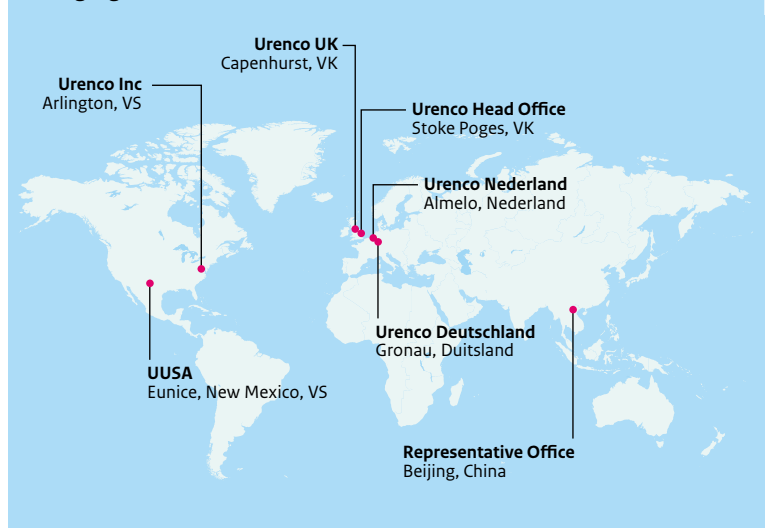 Urenco UK
Capenhurst, VK
Urenco Inc
Arlington, VS
Urenco Head Office
Stoke Poges, VK
Urenco Nederland
Almelo, Nederland
Urenco Deutschland
Gronau, Duitsland
UUSA
Eunice, New Mexico, VS
Representative Office
Beijing, China